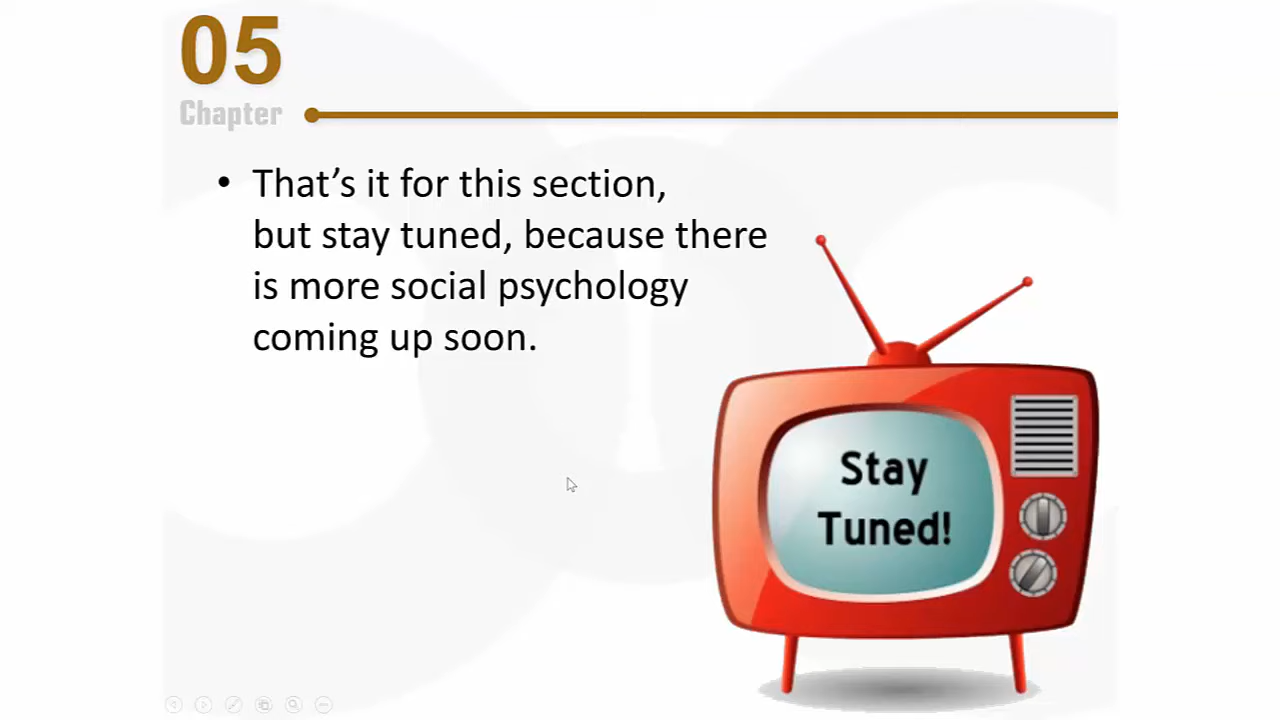 05
Chapter
• That’s it for this section,
but stay tuned, because there
is more social psychology
coming up soon.
Stay
Tuned!